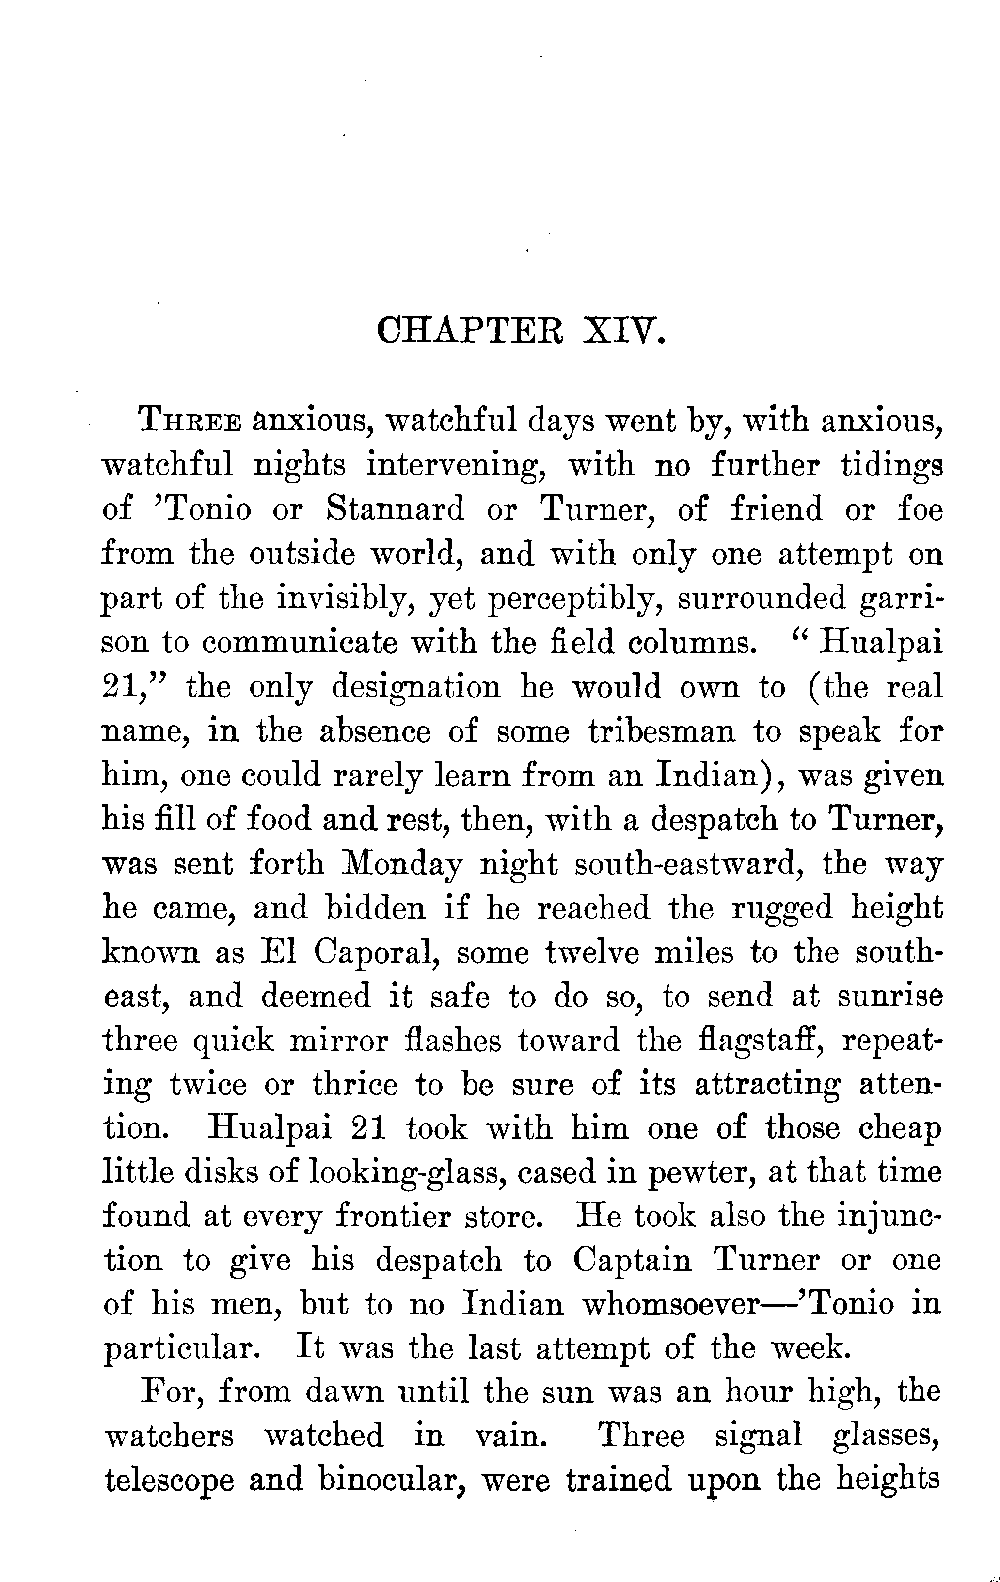 CHAPTER XIV.
Three anxious, watchful days went by, with anxious,
watchful nights intervening, with no further tidings
of 'Tonio or Stannard or Turner, of friend or foe
from the outside world, and with only one attempt on
part of the invisibly, yet perceptibly, surrounded garri-
son to communicate with the field columns. " Hualpai
21," the only designation he would own to (the real
name, in the absence of some tribesman to speak for
him, one could rarely learn from an Indian), was given
his fill of food and rest, then, with a despatch to Turner,
was sent forth Monday night south-eastward, the way
he came, and bidden if he reached the rugged height
known as El Caporal, some twelve miles to the south-
east, and deemed it safe to do so, to send at sunrise
three quick mirror flashes toward the flagstaff, repeat-
ing twice or thrice to be sure of its attracting atten-
tion. Hualpai 21 took with him one of those cheap
little disks of looking-glass, cased in pewter, at that time
found at every frontier store. He took also the injunc-
tion to give his despatch to Captain Turner or one
of his men, but to no Indian whomsoever—'Tonio in
particular. It was the last attempt of the week.
For, from dawn until the sun was an hour high, the
watchers watched in vain. Three signal glasses,
telescope and binocular, were trained upon the heights